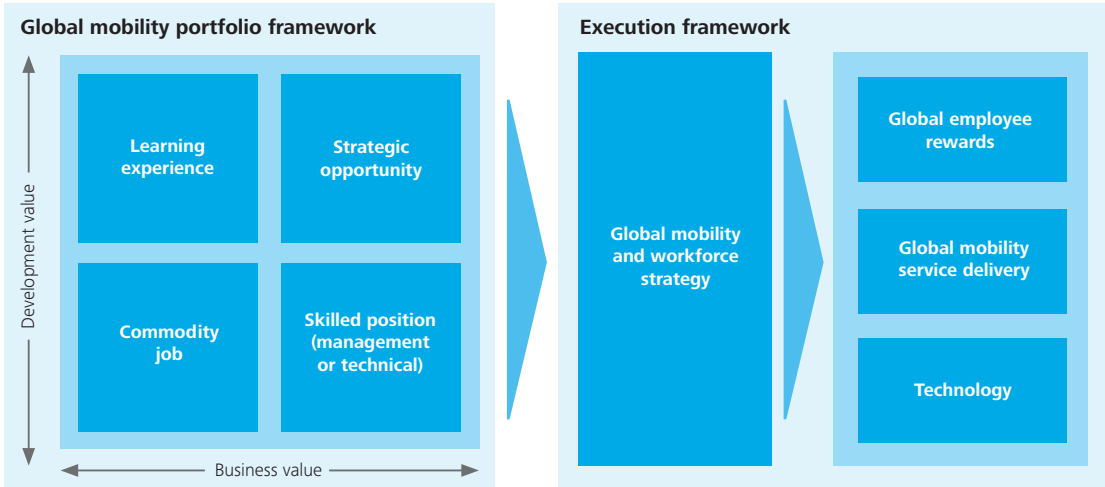 Global mobility portfolio framework
Development value
Learning
experience
Strategic
opportunity
Commodity
job
Skilled position
(management
or technical)
Business value
Execution framework
Global mobility
and workforce
strategy
Global employee
rewards
Global mobility
service delivery
Technology